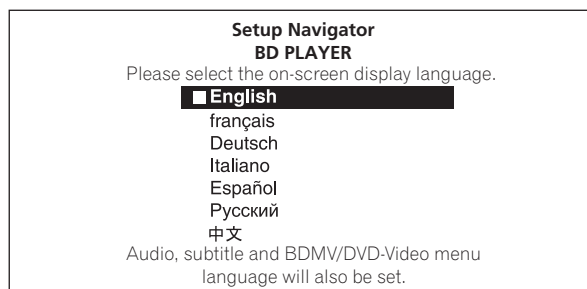 Setup Navigator
BD PLAYER
Please select the on-screen display language.
English
français
Deutsch
Italiano
Español
Русский
中文
Audio, subtitle and BDMV/DVD-Video menu
language will also be set.